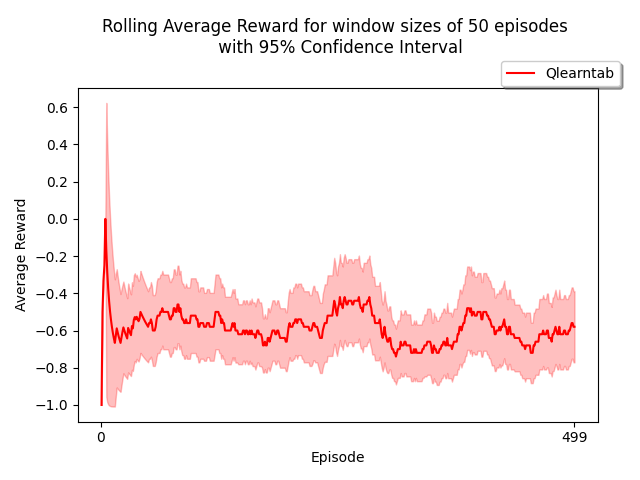 Rolling Average Reward for window sizes of 50 episodes
with 95% Confidence Interval
Qlearntab
0.6
0.4
0.2
0.0
−0.2
−0.4
−0.6
−0.8
−1.0
Average Reward
0
499
Episode